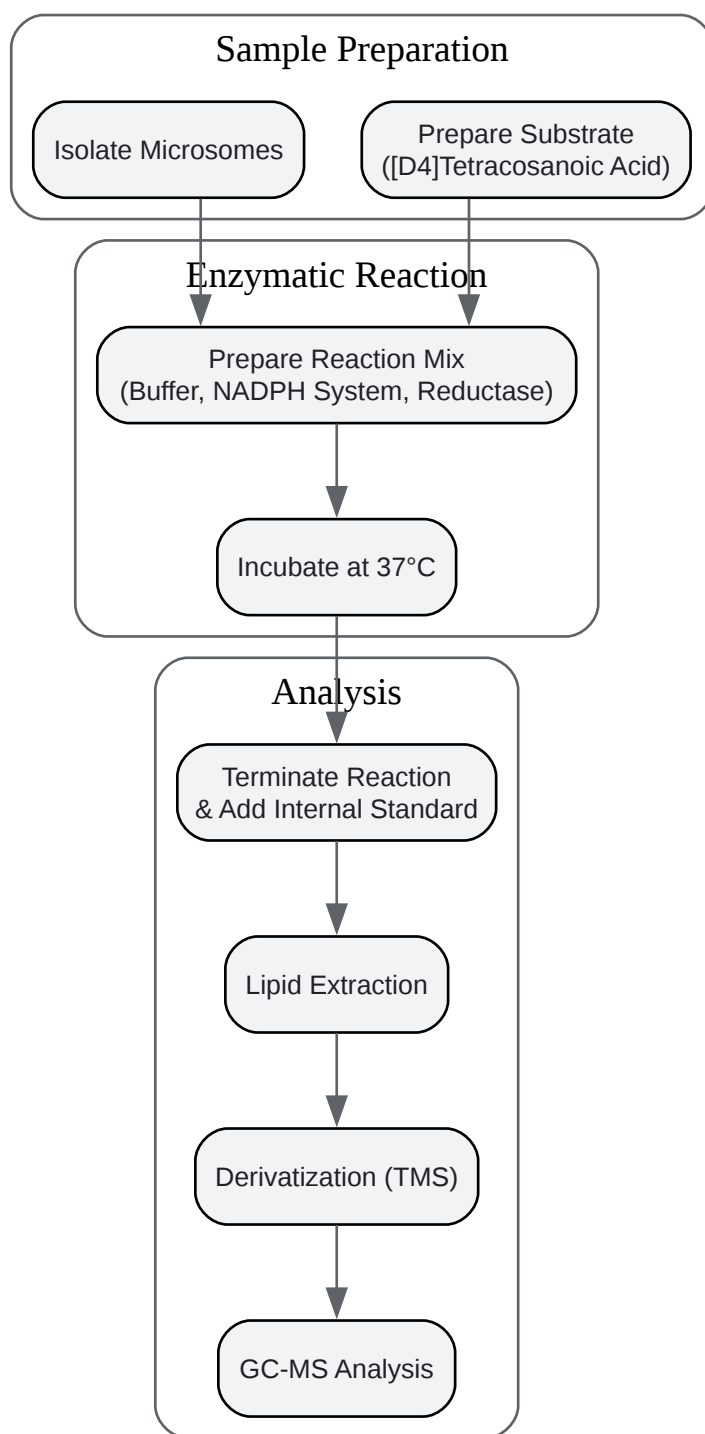 Sample Preparation
Isolate Microsomes
Prepare Substrate
([D4]Tetracosanoic Acid)
Enzymatic Reaction
Prepare Reaction Mix
(Buffer, NADPH System, Reductase)
Incubate at 37°C
Analysis
Terminate Reaction
& Add Internal Standard
Lipid Extraction
Derivatization (TMS)
GC-MS Analysis